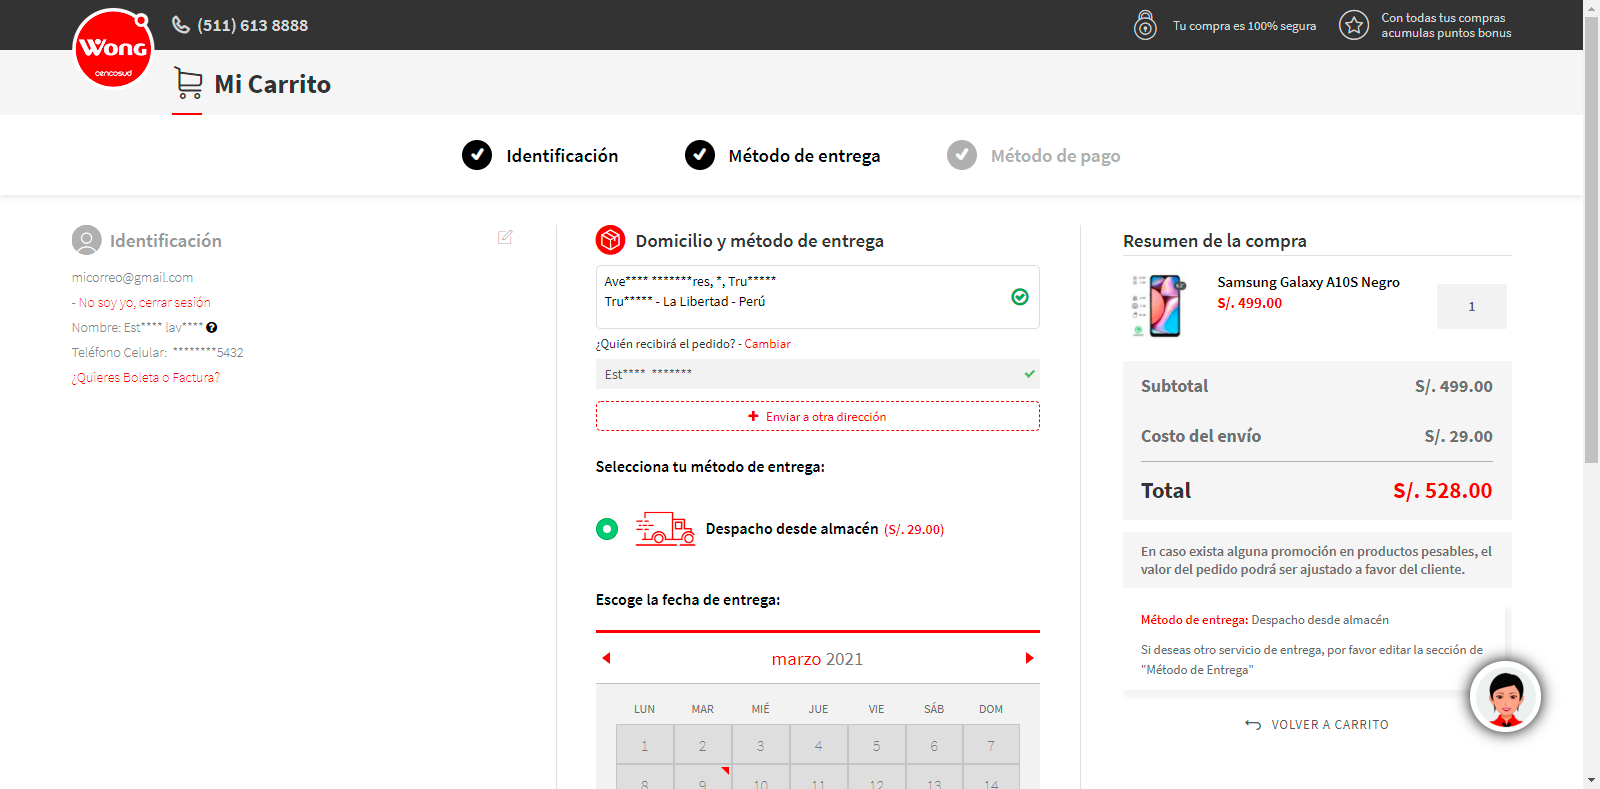 (511) 613 8888
Tu compra es 100% segura
Con todas tus compras
acumulas puntos bonus
Wong
cencosud
Mi Carrito
Identificación
Método de entrega
Método de pago
Identificación
micorreo@gmail.com
- No soy yo, cerrar sesión
Nombre: Est**** lav****
Teléfono Celular: ********5432
¿Quieres Boleta o Factura?
Domicilio y método de entrega
Ave**** *******res, *, Tru*****
Tru***** - La Libertad - Perú
¿Quién recibirá el pedido? - Cambiar
Est**** *******
Enviar a otra dirección
Selecciona tu método de entrega:
Despacho desde almacén (S/. 29.00)
Escoge la fecha de entrega:
marzo 2021
LUN MAR MIÉ JUE VIE SÁB DOM
1 2 3 4 5 6 7
8 9 10 11 12 13 14
Resumen de la compra
Samsung Galaxy A10S Negro
S/. 499.00
1
Subtotal S/. 499.00
Costo del envío S/. 29.00
Total S/. 528.00
En caso exista alguna promoción en productos pesables, el
valor del pedido podrá ser ajustado a favor del cliente.
Método de entrega: Despacho desde almacén
Si deseas otro servicio de entrega, por favor editar la sección de
"Método de Entrega"
VOLVER A CARRITO